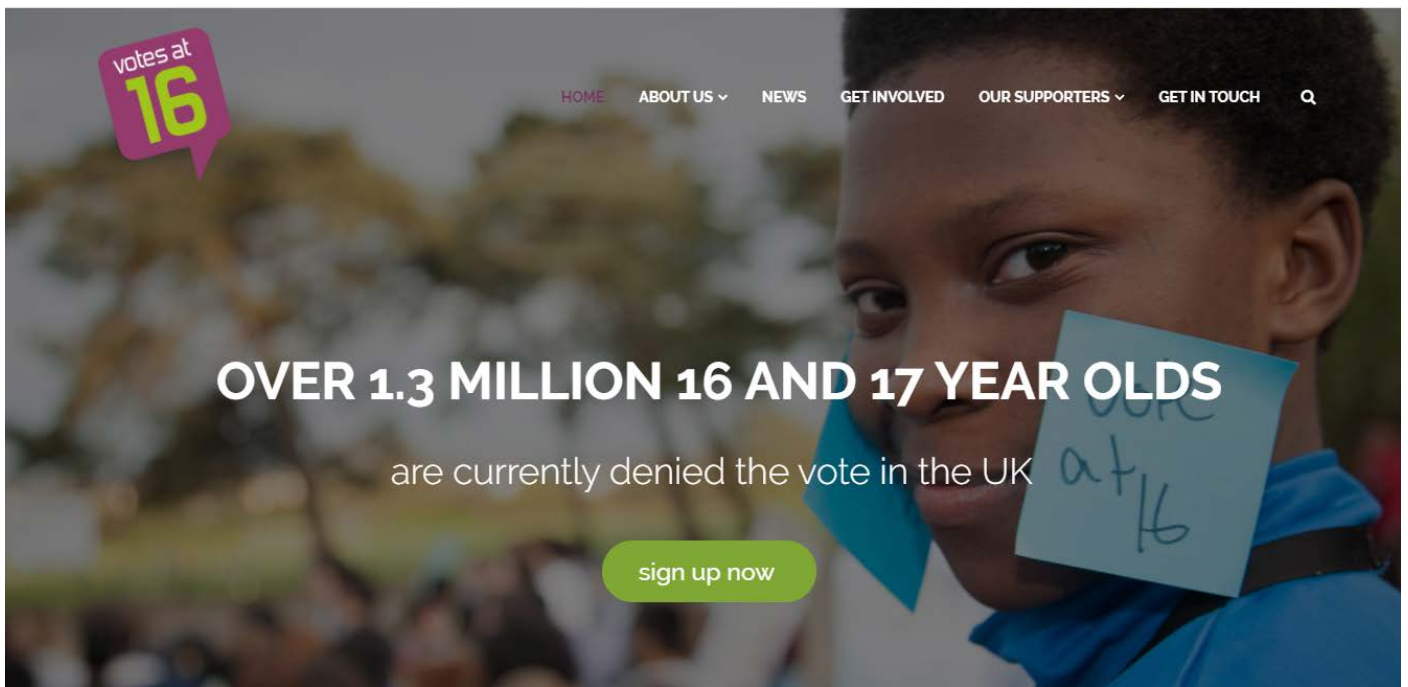 votes at
16
HOME ABOUT US NEWS GET INVOLVED OUR SUPPORTERS GET IN TOUCH
OVER 1.3 MILLION 16 AND 17 YEAR OLDS
are currently denied the vote in the UK
vote
at
16
sign up now